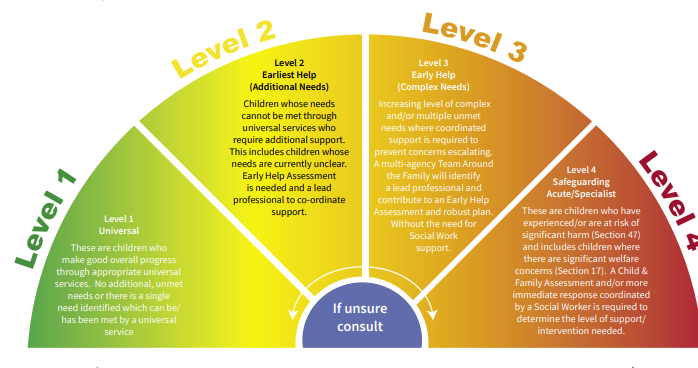 Level 1
Level 2
Level 3
Level 4
Level 1
Universal
These are children who
make good overall progress
through appropriate universal
services. No additional, unmet
needs or there is a single
need identified which can be/
has been met by a universal
service
Level 2
Earliest Help
(Additional Needs)
Children whose needs
cannot be met through
universal services who
require additional support.
This includes children whose
needs are currently unclear.
Early Help Assessment
is needed and a lead
professional to co-ordinate
support.
Level 3
Early Help
(Complex Needs)
Increasing level of complex
and/or multiple unmet
needs where coordinated
support is required to
prevent concerns escalating.
A multi-agency Team Around
the Family will identify
a lead professional and
contribute to an Early Help
Assessment and robust plan.
Without the need for
Social Work
support.
Level 4
Safeguarding
Acute/Specialist
These are children who have
experienced/or are at risk of
significant harm (Section 47)
and includes children where
there are significant welfare
concerns (Section 17). A Child &
Family Assessment and/or more
immediate response coordinated
by a Social Worker is required to
determine the level of support/
intervention needed.
If unsure
consult